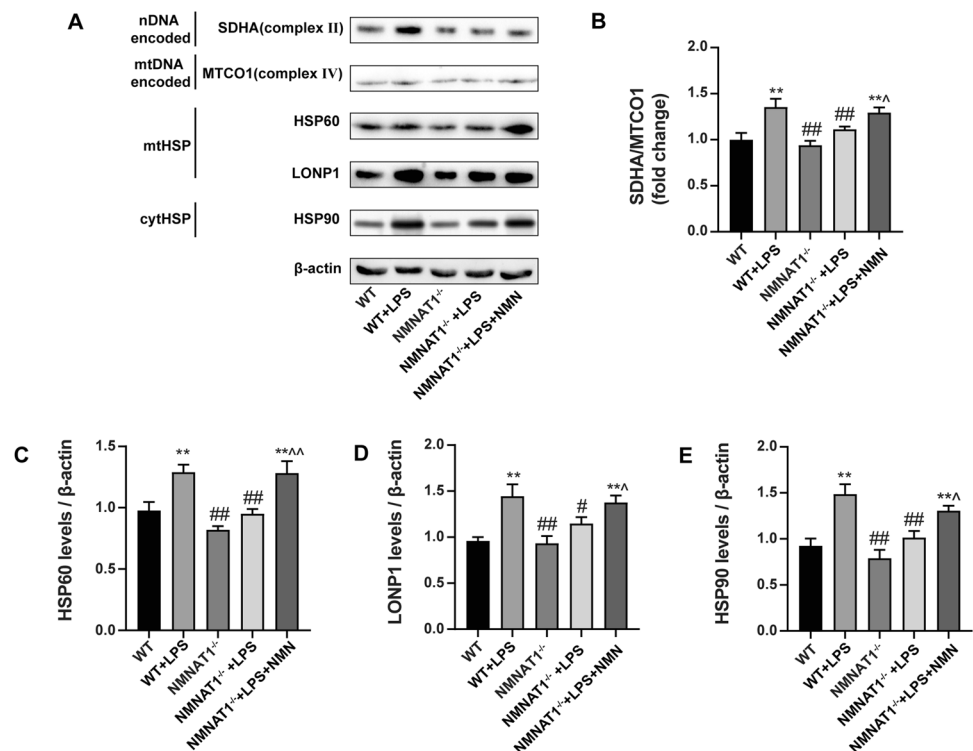 A
nDNA
encoded
SDHA(complex II)
mtDNA
encoded
MTCO1(complex IV)
mtHSP
HSP60
LONP1
cytHSP
HSP90
β-actin
WT
WT+LPS
NMNAT1-/-
NMNAT1-/- +LPS
NMNAT1-/-+LPS+NMN
B
SDHA/MTCO1
(fold change)
2.0
1.5
1.0
0.5
0.0
**
##
##
**^
WT
WT+LPS
NMNAT1-/-
NMNAT1-/- +LPS
NMNAT1-/-+LPS+NMN
C
HSP60 levels / β-actin
1.5
1.0
0.5
0.0
**
##
##
**^^
WT
WT+LPS
NMNAT1-/-
NMNAT1-/- +LPS
NMNAT1-/-+LPS+NMN
D
LONP1 levels / β-actin
2.0
1.5
1.0
0.5
0.0
**
##
#
**^
WT
WT+LPS
NMNAT1-/-
NMNAT1-/- +LPS
NMNAT1-/-+LPS+NMN
E
HSP90 levels / β-actin
2.0
1.5
1.0
0.5
0.0
**
##
##
**^
WT
WT+LPS
NMNAT1-/-
NMNAT1-/- +LPS
NMNAT1-/-+LPS+NMN